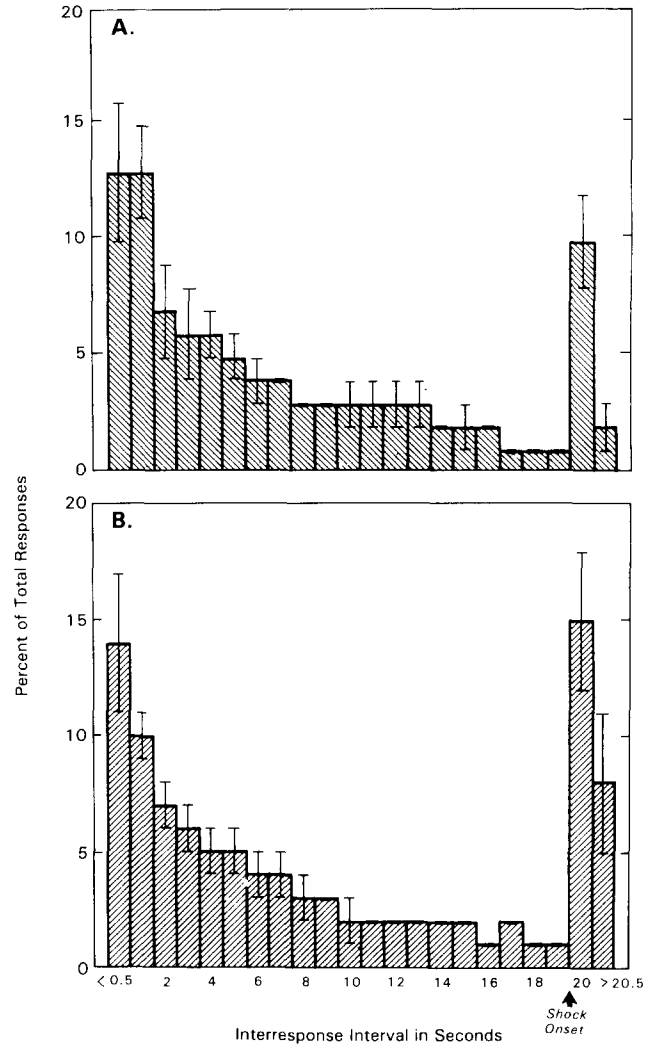 20
A.
15
10
5
0
20
B.
15
10
5
0
Percent of Total Responses
< 0.5 2 4 6 8 10 12 14 16 18 20 > 20.5
Shock
Onset
Interresponse Interval in Seconds